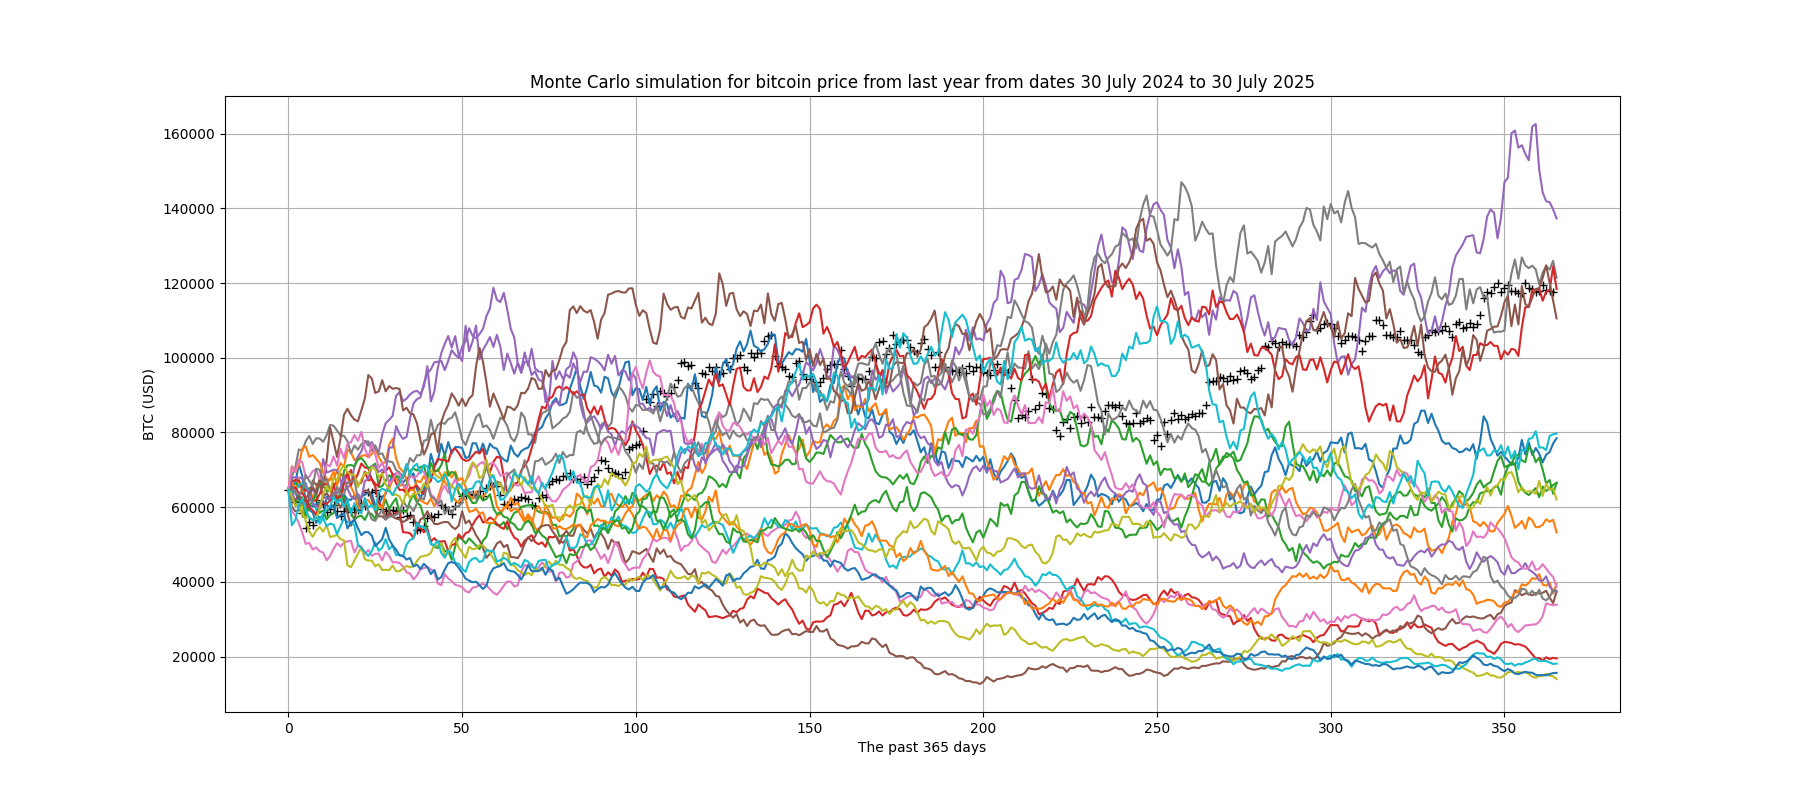 Monte Carlo simulation for bitcoin price from last year from dates 30 July 2024 to 30 July 2025
160000
140000
120000
100000
80000
60000
40000
20000
BTC (USD)
0 50 100 150 200 250 300 350
The past 365 days